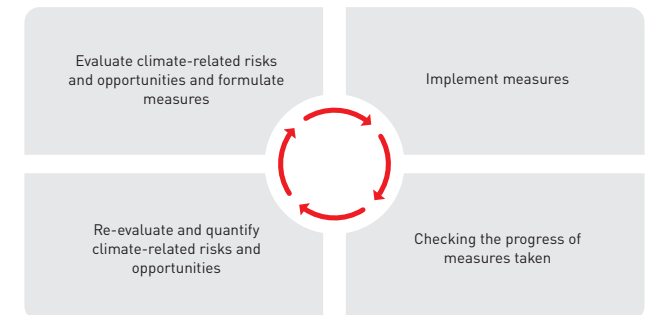 Evaluate climate-related risks
and opportunities and formulate
measures
Implement measures
Re-evaluate and quantify
climate-related risks and
opportunities
Checking the progress of
measures taken